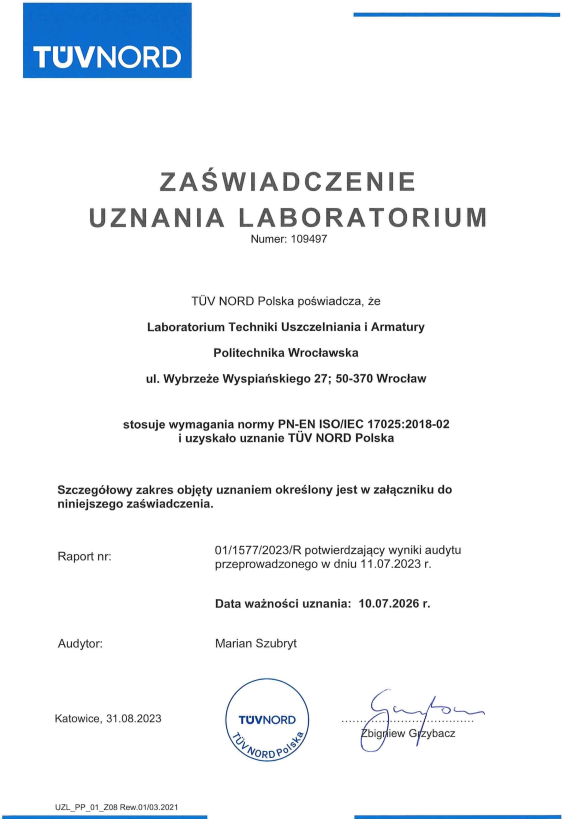 TÜVNORD
ZAŚWIADCZENIE
UZNANIA LABORATORIUM
Numer: 109497
TÜV NORD Polska poświadcza, że
Laboratorium Techniki Uszczelniania i Armatury
Politechnika Wrocławska
ul. Wybrzeże Wyspiańskiego 27; 50-370 Wrocław
stosuje wymagania normy PN-EN ISO/IEC 17025:2018-02
i uzyskało uznanie TÜV NORD Polska
Szczegółowy zakres objęty uznaniem określony jest w załączniku do
niniejszego zaświadczenia.
Raport nr:
01/1577/2023/R potwierdzający wyniki audytu
przeprowadzonego w dniu 11.07.2023 r.
Data ważności uznania: 10.07.2026 r.
Audytor:
Marian Szubryt
Katowice, 31.08.2023
TÜVNORD
TÜV NORD Polska
Zbigniew Grzybacz
UZL_PP_01_Z08 Rew.01/03.2021